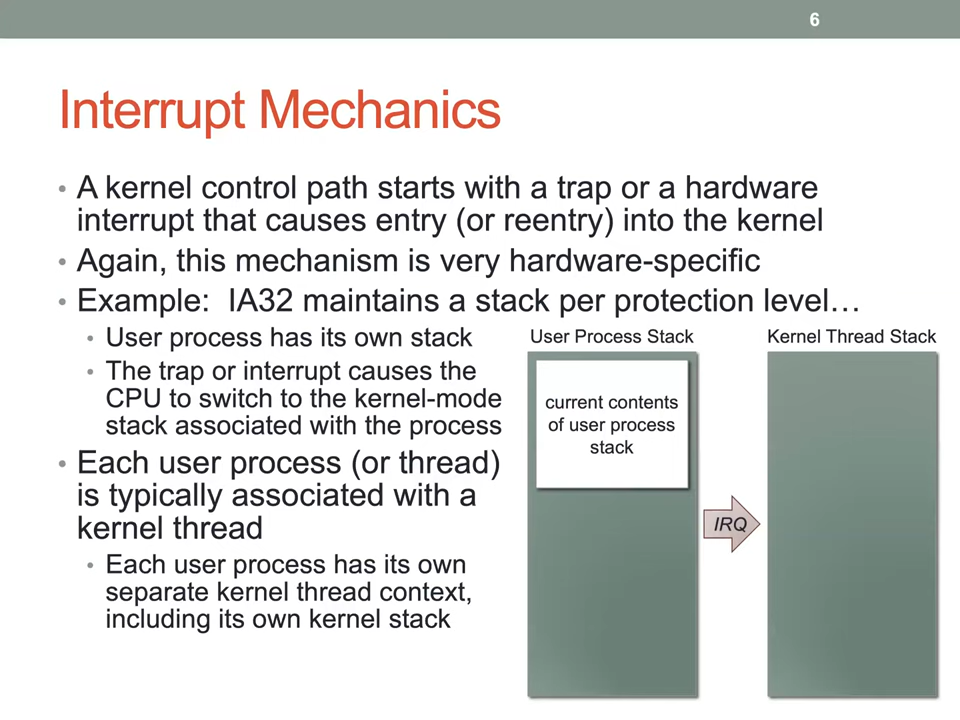 6
Interrupt Mechanics
• A kernel control path starts with a trap or a hardware
interrupt that causes entry (or reentry) into the kernel
• Again, this mechanism is very hardware-specific
• Example:  IA32 maintains a stack per protection level…
• User process has its own stack
• The trap or interrupt causes the
CPU to switch to the kernel-mode
stack associated with the process
• Each user process (or thread)
is typically associated with a
kernel thread
• Each user process has its own
separate kernel thread context,
including its own kernel stack
User Process Stack
current contents
of user process
stack
IRQ
Kernel Thread Stack